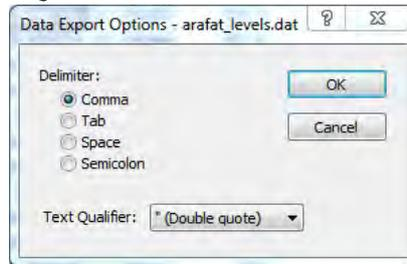 Data Export Options - arafat_levels.dat
Delimiter:
Comma
Tab
Space
Semicolon
OK
Cancel
Text Qualifier: " (Double quote)